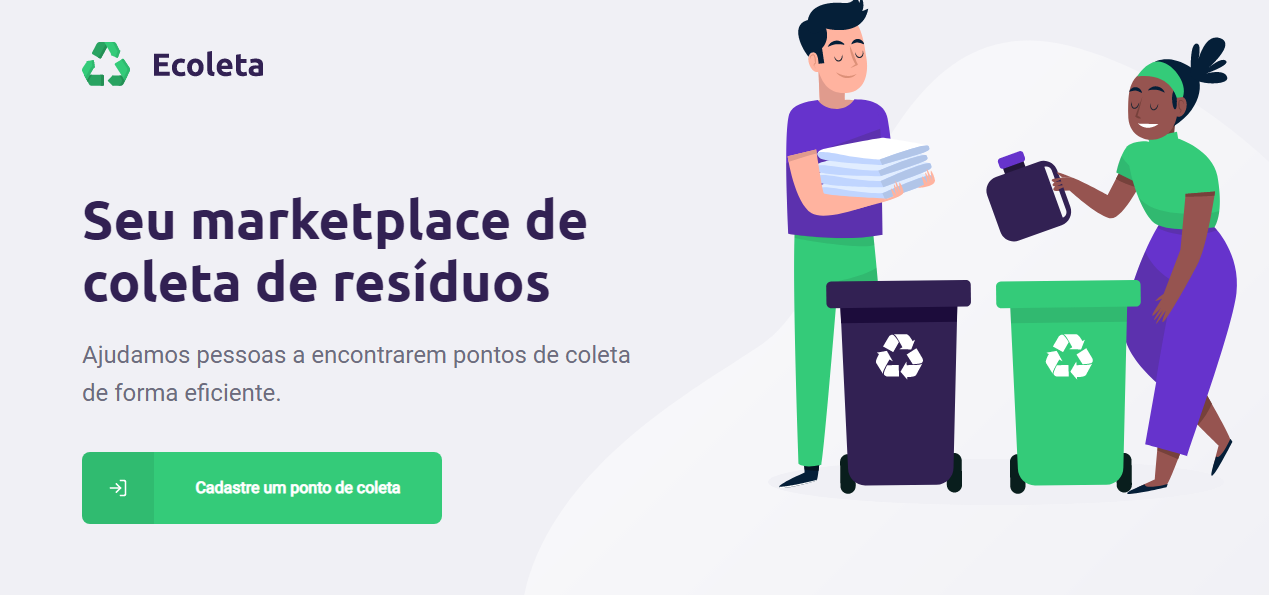 Ecoleta
Seu marketplace de
coleta de resíduos
Ajudamos pessoas a encontrarem pontos de coleta
de forma eficiente.
Cadastre um ponto de coleta